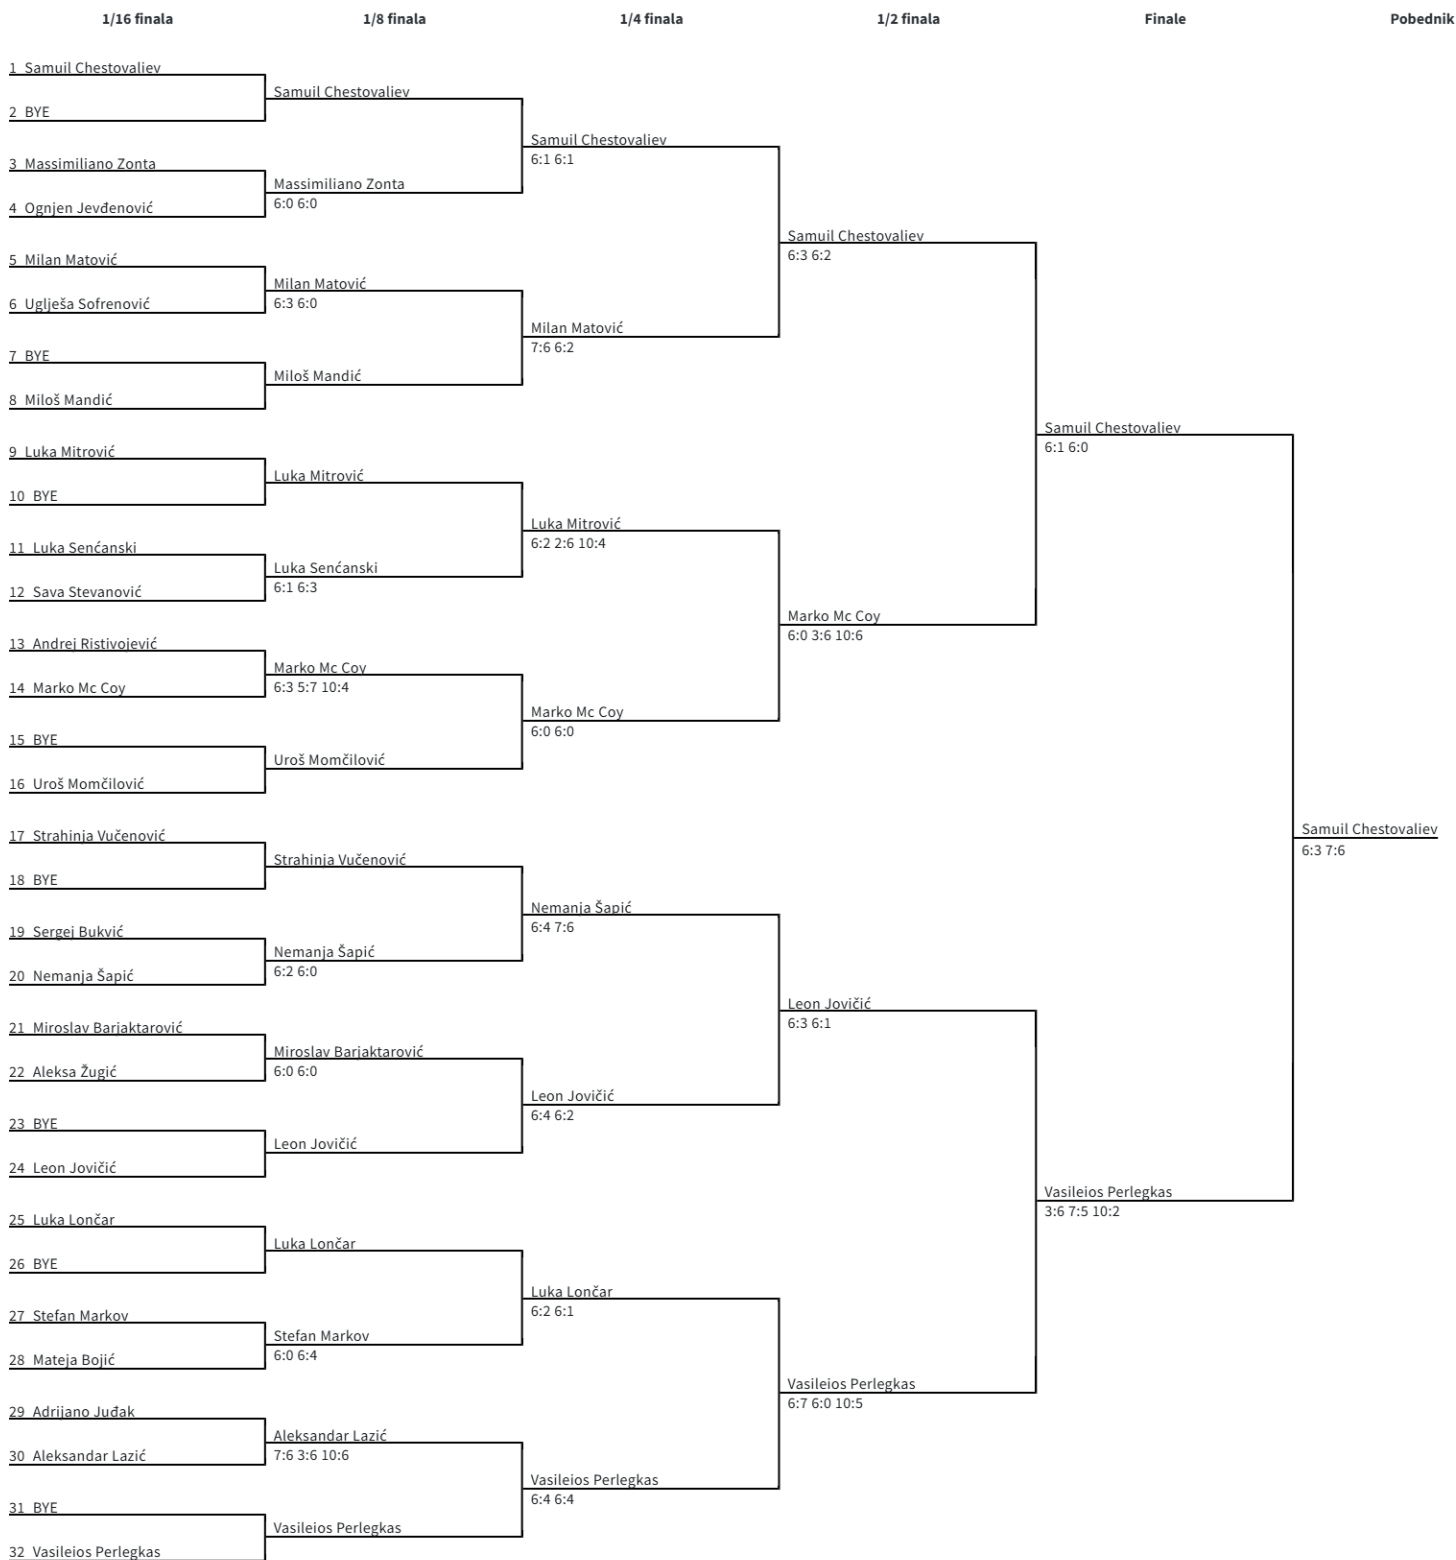 1/16 finala 1/8 finala 1/4 finala 1/2 finala Finale Pobednik
1 Samuil Chestovaliev
2 BYE
3 Massimiliano Zonta
4 Ognjen Jevđenović
5 Milan Matović
6 Uglješa Sofrenović
7 BYE
8 Miloš Mandić
9 Luka Mitrović
10 BYE
11 Luka Senćanski
12 Sava Stevanović
13 Andrej Ristivojević
14 Marko Mc Coy
15 BYE
16 Uroš Momčilović
17 Strahinja Vučenović
18 BYE
19 Sergej Bukvić
20 Nemanja Šapić
21 Miroslav Barjaktarović
22 Aleksa Žugić
23 BYE
24 Leon Jovičić
25 Luka Lončar
26 BYE
27 Stefan Markov
28 Mateja Bojić
29 Adrijano Juđak
30 Aleksandar Lazić
31 BYE
32 Vasileios Perlegkas
Samuil Chestovaliev
Massimiliano Zonta
6:0 6:0
Milan Matović
6:3 6:0
Miloš Mandić
Luka Mitrović
Luka Senćanski
6:1 6:3
Marko Mc Coy
6:3 5:7 10:4
Uroš Momčilović
Strahinja Vučenović
Nemanja Šapić
6:2 6:0
Miroslav Barjaktarović
6:0 6:0
Leon Jovičić
Luka Lončar
Stefan Markov
6:0 6:4
Aleksandar Lazić
7:6 3:6 10:6
Vasileios Perlegkas
Samuil Chestovaliev
6:1 6:1
Milan Matović
7:6 6:2
Luka Mitrović
6:2 2:6 10:4
Marko Mc Coy
6:0 6:0
Nemanja Šapić
6:4 7:6
Leon Jovičić
6:4 6:2
Luka Lončar
6:2 6:1
Vasileios Perlegkas
6:4 6:4
Samuil Chestovaliev
6:3 6:2
Marko Mc Coy
6:0 3:6 10:6
Leon Jovičić
6:3 6:1
Vasileios Perlegkas
6:7 6:0 10:5
Samuil Chestovaliev
6:1 6:0
Vasileios Perlegkas
3:6 7:5 10:2
Samuil Chestovaliev
6:3 7:6